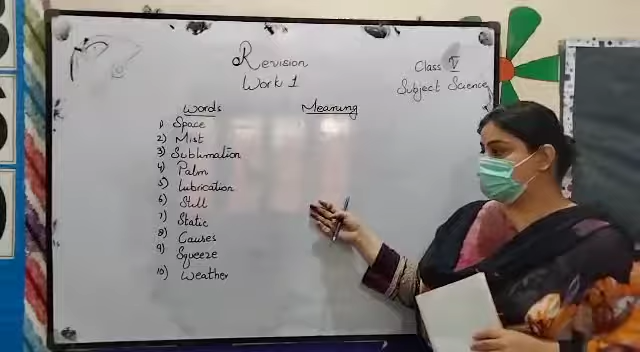 Revision
Work 1
Class V
Subject Science
Words Meaning
1) Space
2) Mist
3) Sublimation
4) Palm
5) Lubrication
6) Still
7) Static
8) Causes
9) Squeeze
10) Weather